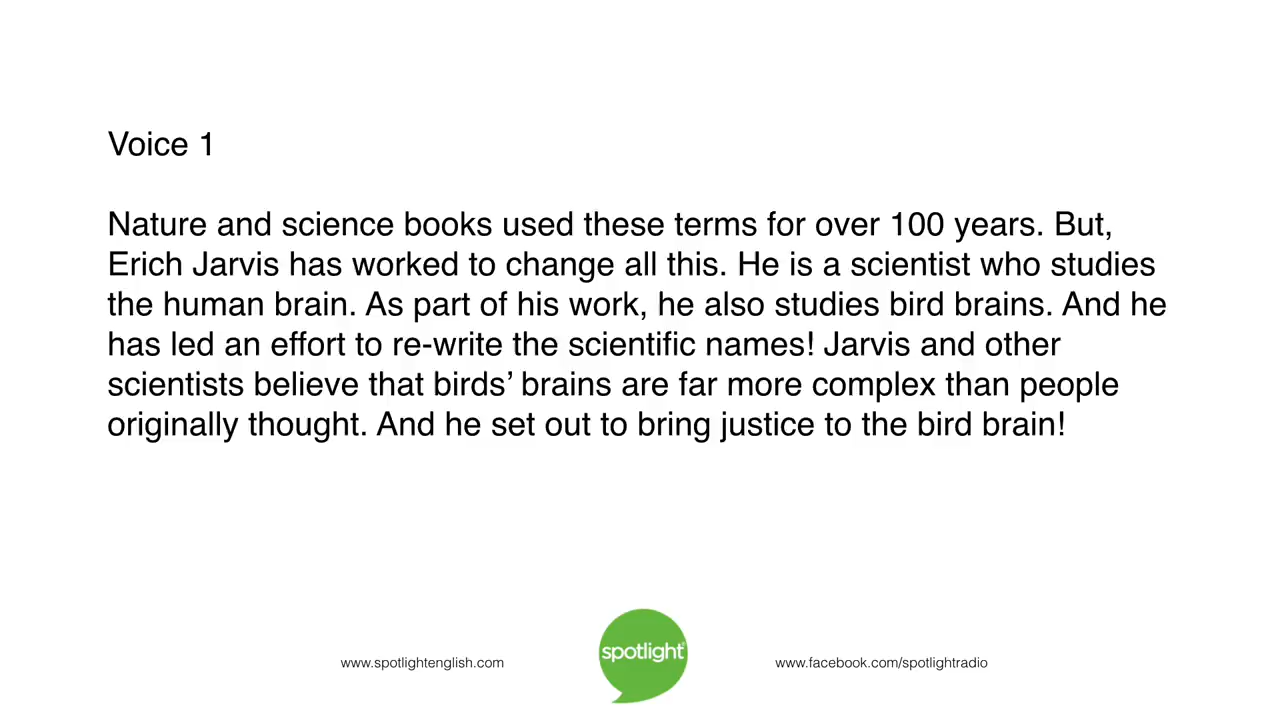 Voice 1
Nature and science books used these terms for over 100 years. But,
Erich Jarvis has worked to change all this. He is a scientist who studies
the human brain. As part of his work, he also studies bird brains. And he
has led an effort to re-write the scientific names! Jarvis and other
scientists believe that birds’ brains are far more complex than people
originally thought. And he set out to bring justice to the bird brain!
www.spotlightenglish.com
spotlight®
www.facebook.com/spotlightradio